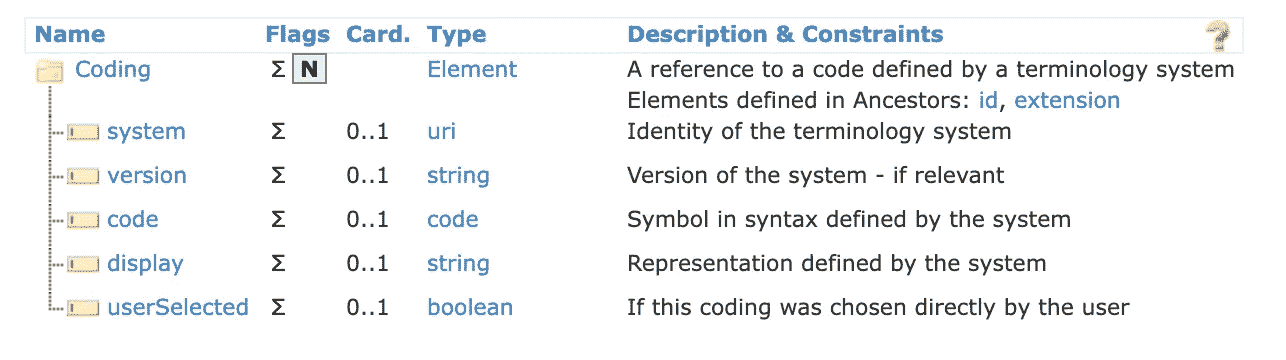 Name Flags Card. Type Description & Constraints ?
Coding Σ N Element A reference to a code defined by a terminology system
Elements defined in Ancestors: id, extension
system Σ 0..1 uri Identity of the terminology system
version Σ 0..1 string Version of the system - if relevant
code Σ 0..1 code Symbol in syntax defined by the system
display Σ 0..1 string Representation defined by the system
userSelected Σ 0..1 boolean If this coding was chosen directly by the user